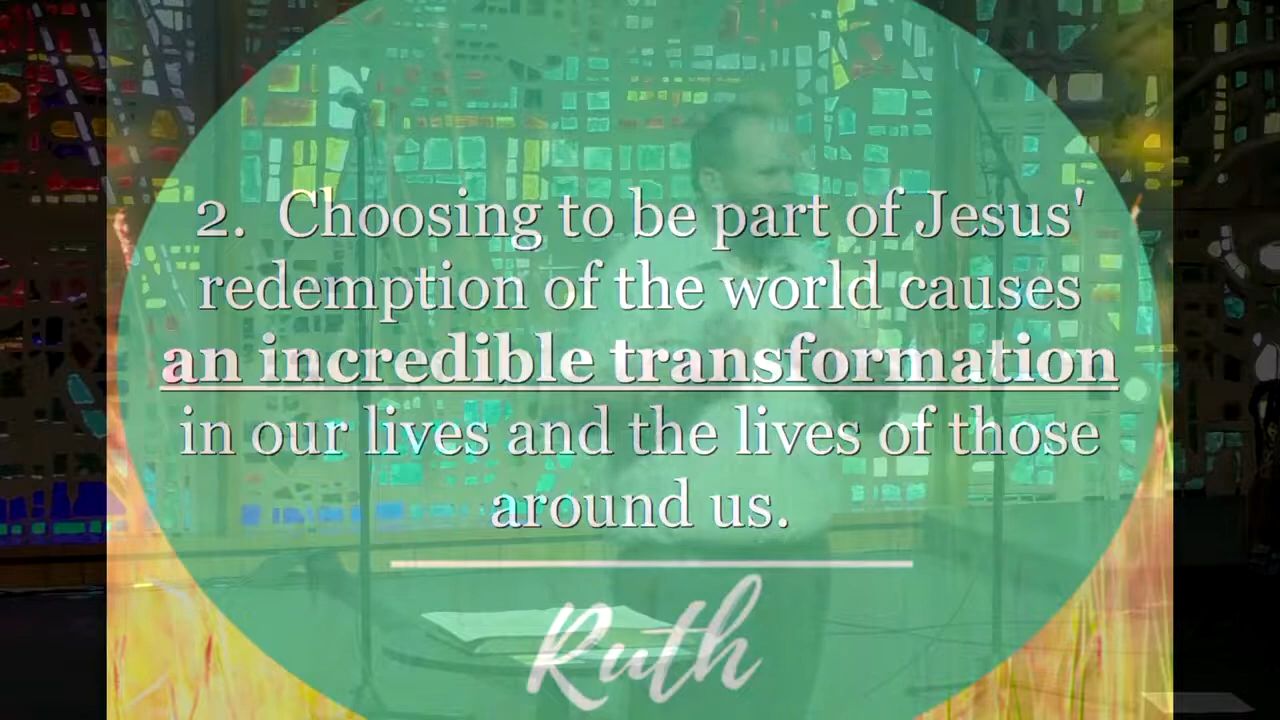 2. Choosing to be part of Jesus'
redemption of the world causes
an incredible transformation
in our lives and the lives of those
around us.
Ruth